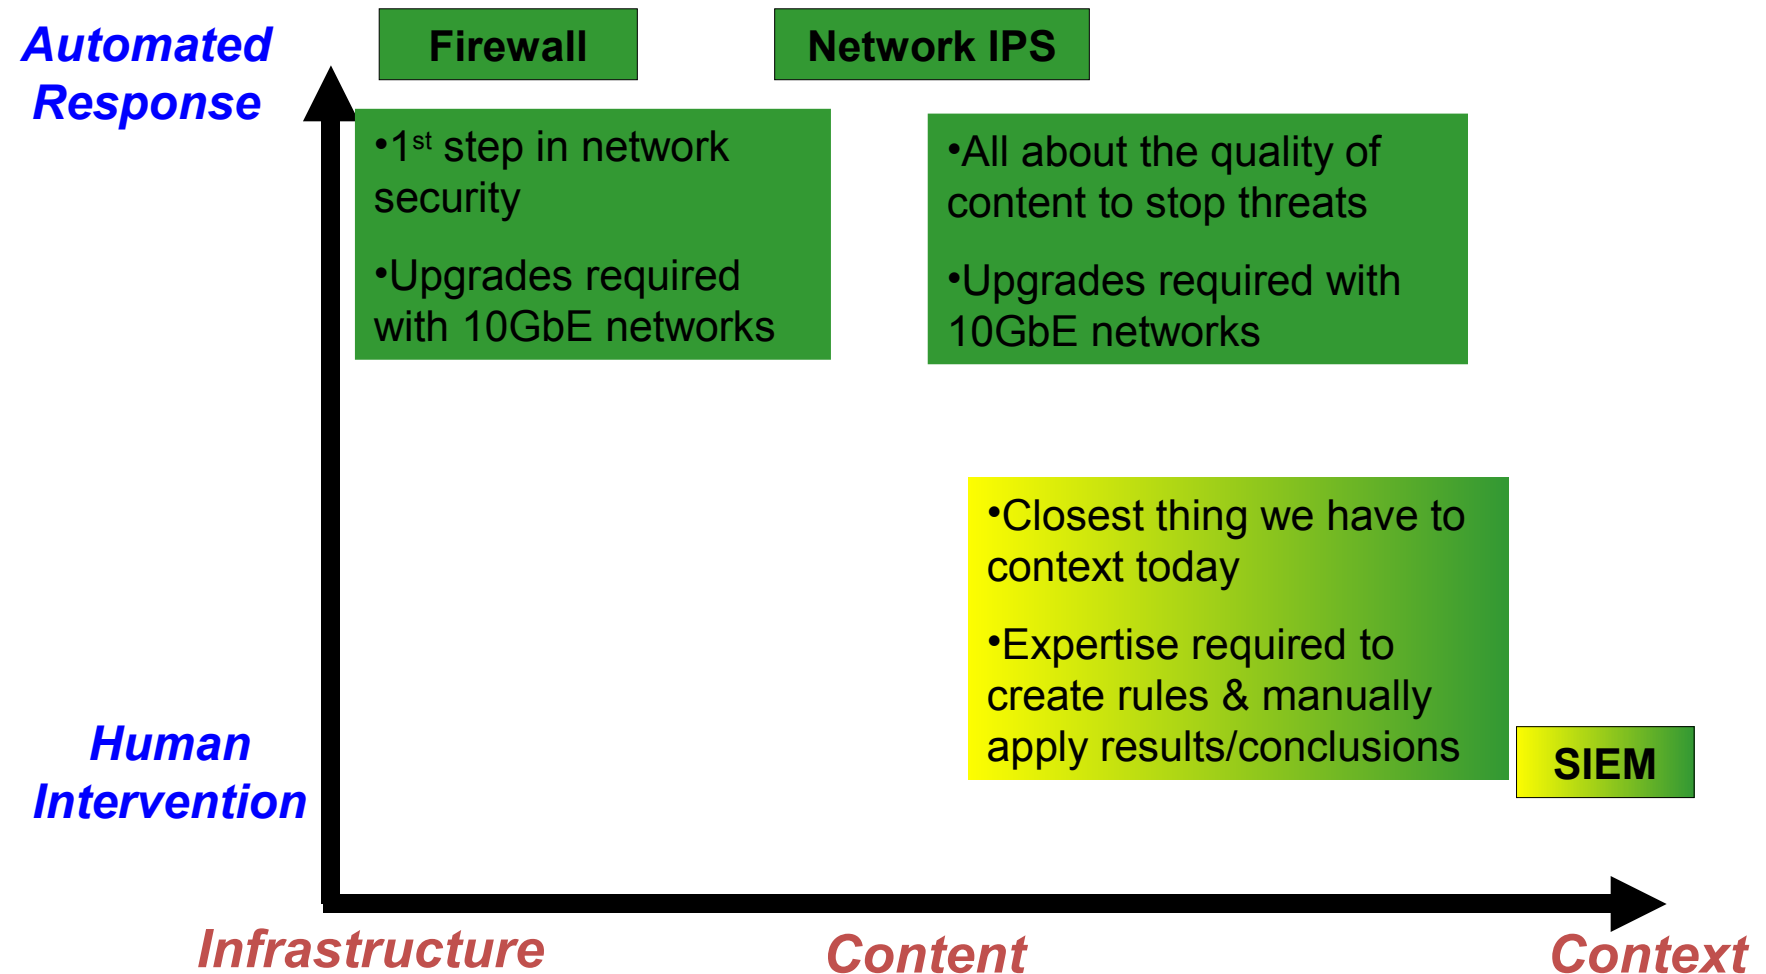 Automated
Response
Firewall
Network IPS
•1st step in network
security
•Upgrades required
with 10GbE networks
•All about the quality of
content to stop threats
•Upgrades required with
10GbE networks
•Closest thing we have to
context today
•Expertise required to
create rules & manually
apply results/conclusions
SIEM
Human
Intervention
Infrastructure
Content
Context